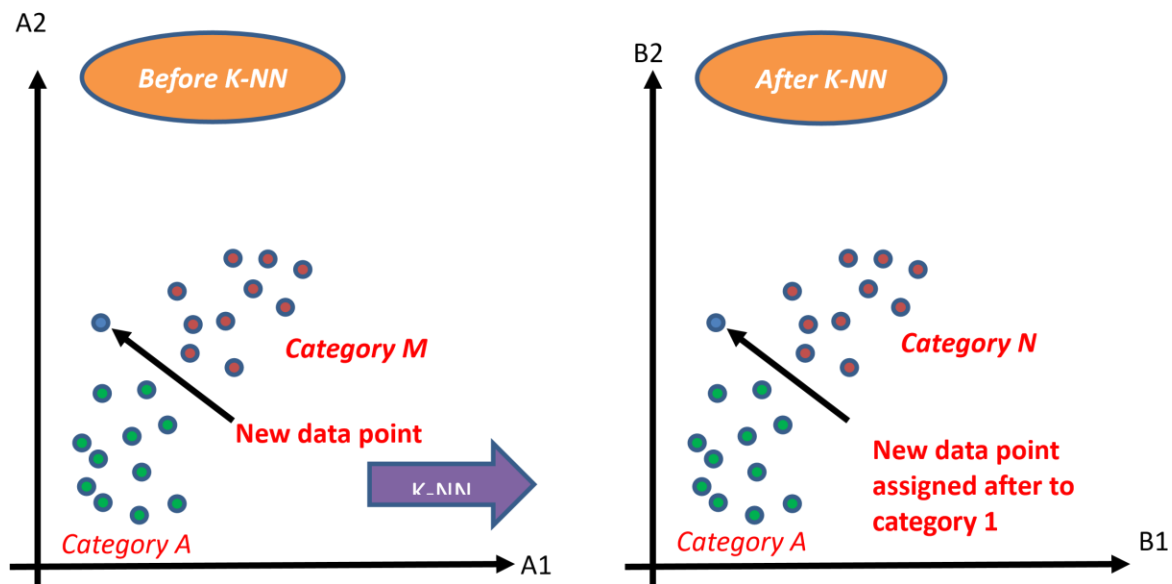 A2
Before K-NN
Category M
New data point
K-NN
Category A
A1
B2
After K-NN
Category N
New data point
assigned after to
category 1
Category A
B1